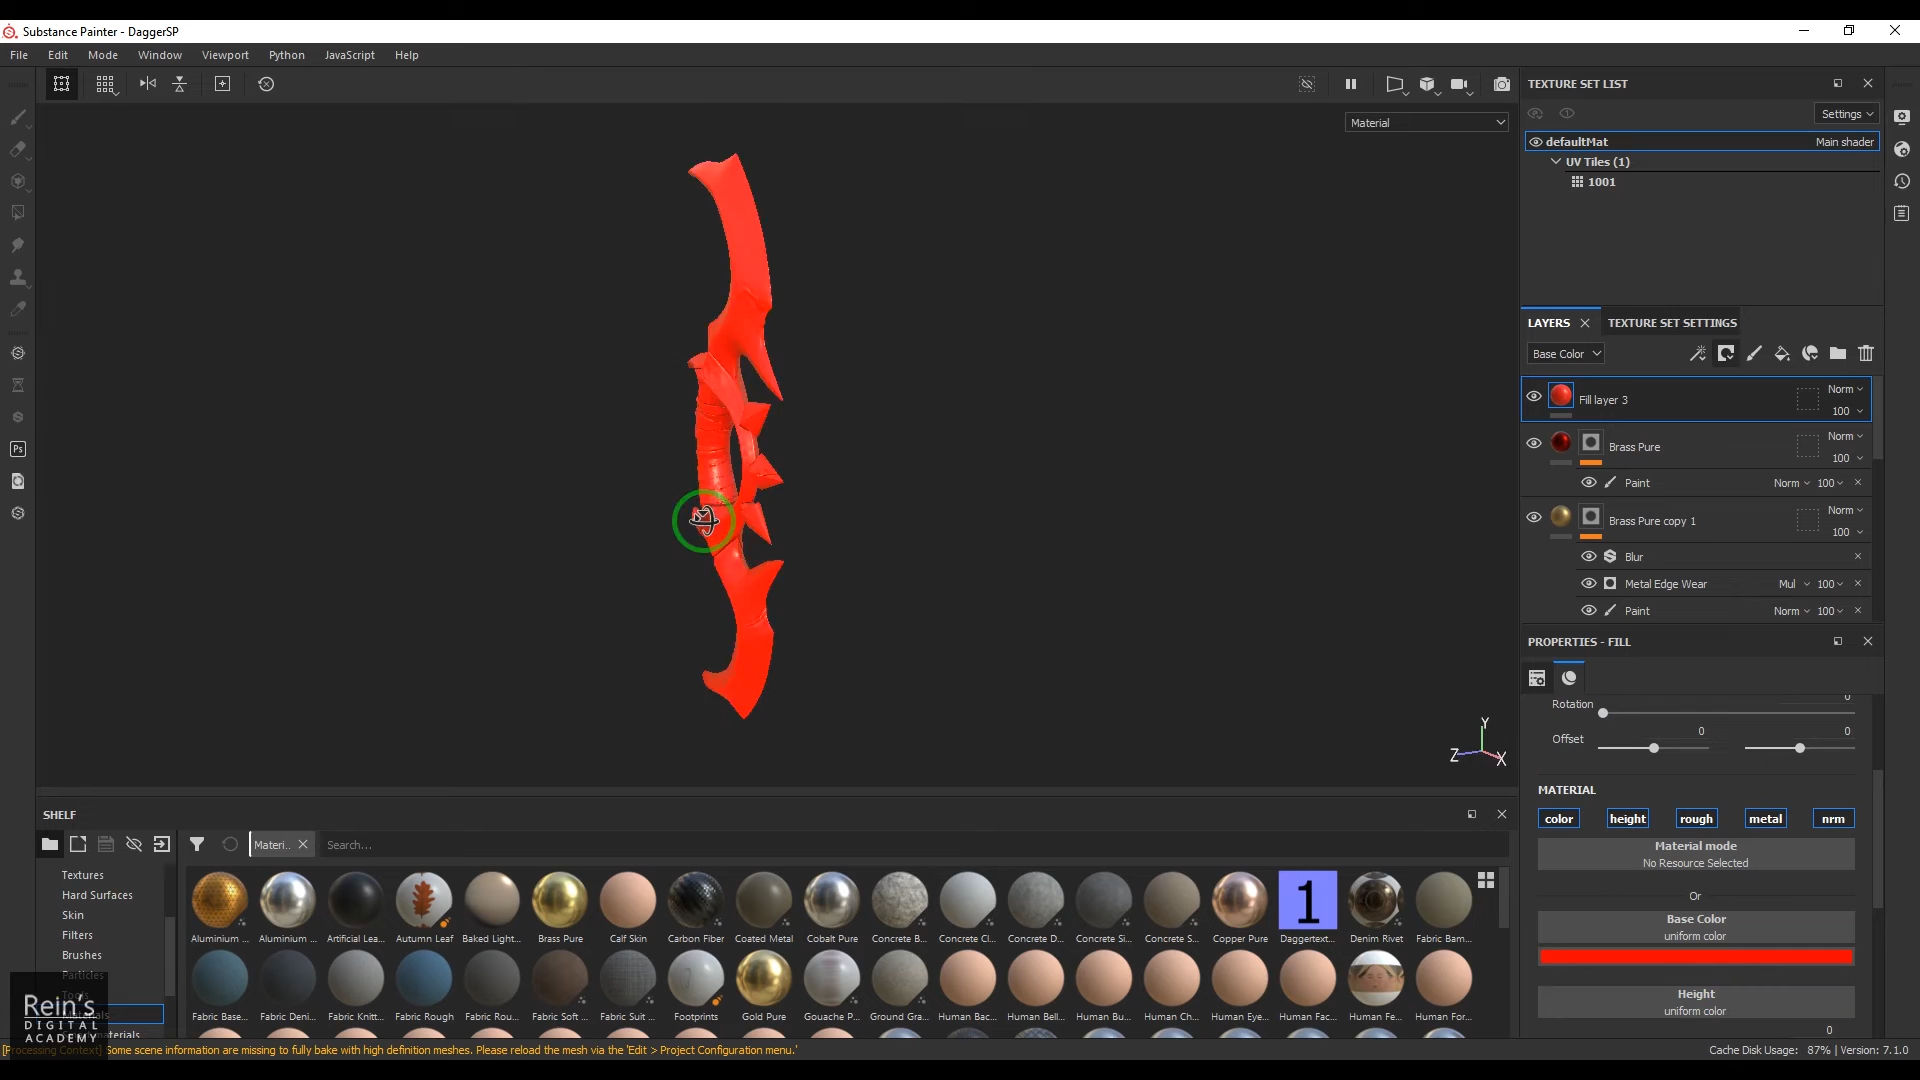 Substance Painter - DaggerSP
File Edit Mode Window Viewport Python JavaScript Help
Material
TEXTURE SET LIST
Settings
defaultMat Main shader
UV Tiles (1)
1001
LAYERS TEXTURE SET SETTINGS
Base Color
Fill layer 3 Norm 100
Brass Pure Norm 100
Paint Norm 100
Brass Pure copy 1 Norm 100
Blur
Metal Edge Wear Mul 100
Paint Norm 100
PROPERTIES - FILL
Rotation 0
Offset 0 0
MATERIAL
color height rough metal nrm
Material mode
No Resource Selected
Or
Base Color
uniform color
Height
uniform color
0
Y
Z X
Ps
SHELF
Materi.. Search...
Textures
Hard Surfaces
Skin
Filters
Brushes
Particles
1
Aluminium ... Aluminium ... Artificial Lea... Autumn Leaf Baked Light... Brass Pure Calf Skin Carbon Fiber Coated Metal Cobalt Pure Concrete B... Concrete Cl... Concrete D... Concrete Si... Concrete S... Copper Pure Daggertext... Denim Rivet Fabric Bam...
Fabric Base... Fabric Deni... Fabric Knitt... Fabric Rough Fabric Rou... Fabric Soft ... Fabric Suit ... Footprints Gold Pure Gouache P... Ground Gra... Human Bac... Human Bell... Human Bu... Human Ch... Human Eye... Human Fac... Human Fe... Human For...
Rein's
DIGITAL
ACADEMY
[Processing Context] Some scene information are missing to fully bake with high definition meshes. Please reload the mesh via the 'Edit > Project Configuration menu.'
Cache Disk Usage: 87% | Version: 7.1.0